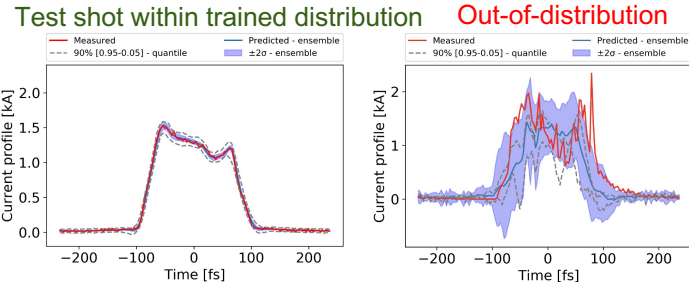 Test shot within trained distribution
Out-of-distribution
Measured
Predicted - ensemble
90% [0.95-0.05] - quantile
±2σ - ensemble
Current profile [kA]
2.0
1.5
1.0
0.5
0.0
−200
−100
0
100
200
Time [fs]
Measured
Predicted - ensemble
90% [0.95-0.05] - quantile
±2σ - ensemble
Current profile [kA]
2
1
0
−200
−100
0
100
200
Time [fs]